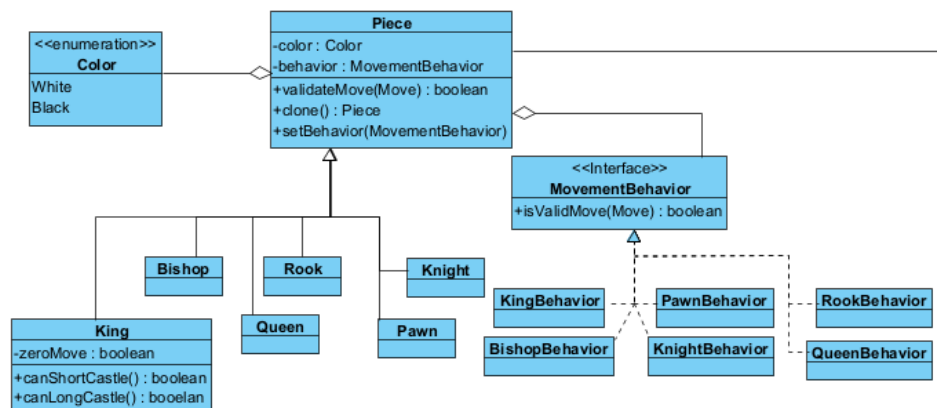 <<enumeration>>
Color
White
Black
Piece
-color : Color
-behavior : MovementBehavior
+validateMove(Move) : boolean
+clone() : Piece
+setBehavior(MovementBehavior)
<<Interface>>
MovementBehavior
+isValidMove(Move) : boolean
Bishop
Rook
Knight
King
-zeroMove : boolean
+canShortCastle() : boolean
+canLongCastle() : booelan
Queen
Pawn
KingBehavior
PawnBehavior
RookBehavior
BishopBehavior
KnightBehavior
QueenBehavior